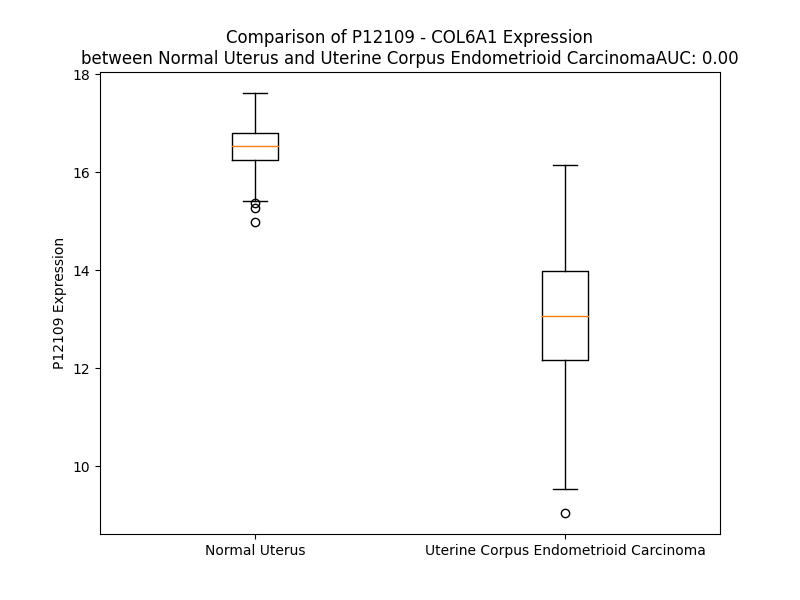 Comparison of P12109 - COL6A1 Expression
between Normal Uterus and Uterine Corpus Endometrioid CarcinomaAUC: 0.00
18
16
14
12
10
P12109 Expression
Normal Uterus
Uterine Corpus Endometrioid Carcinoma